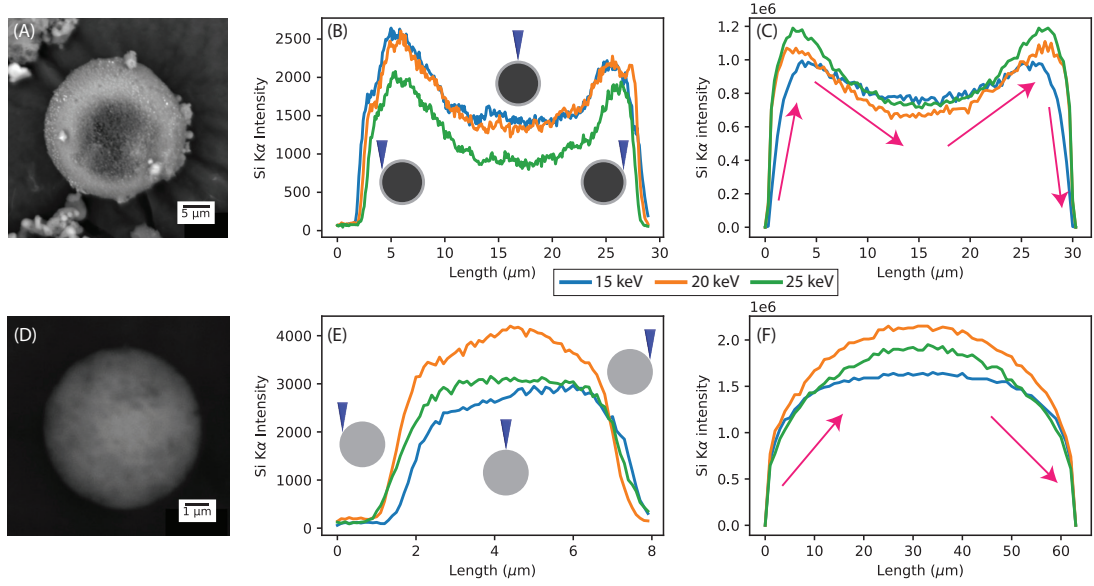 (A)
5 µm
(B)
Si Kα Intensity
2500
2000
1500
1000
500
0
0 5 10 15 20 25 30
Length (µm)
(C)
1e6
Si Kα intensity
1.2
1.0
0.8
0.6
0.4
0.2
0.0
0 5 10 15 20 25 30
Length (µm)
15 keV 20 keV 25 keV
(D)
1 µm
(E)
Si Kα Intensity
4000
3000
2000
1000
0
0 2 4 6 8
Length (µm)
(F)
1e6
Si Kα intensity
2.0
1.5
1.0
0.5
0.0
0 10 20 30 40 50 60
Length (µm)